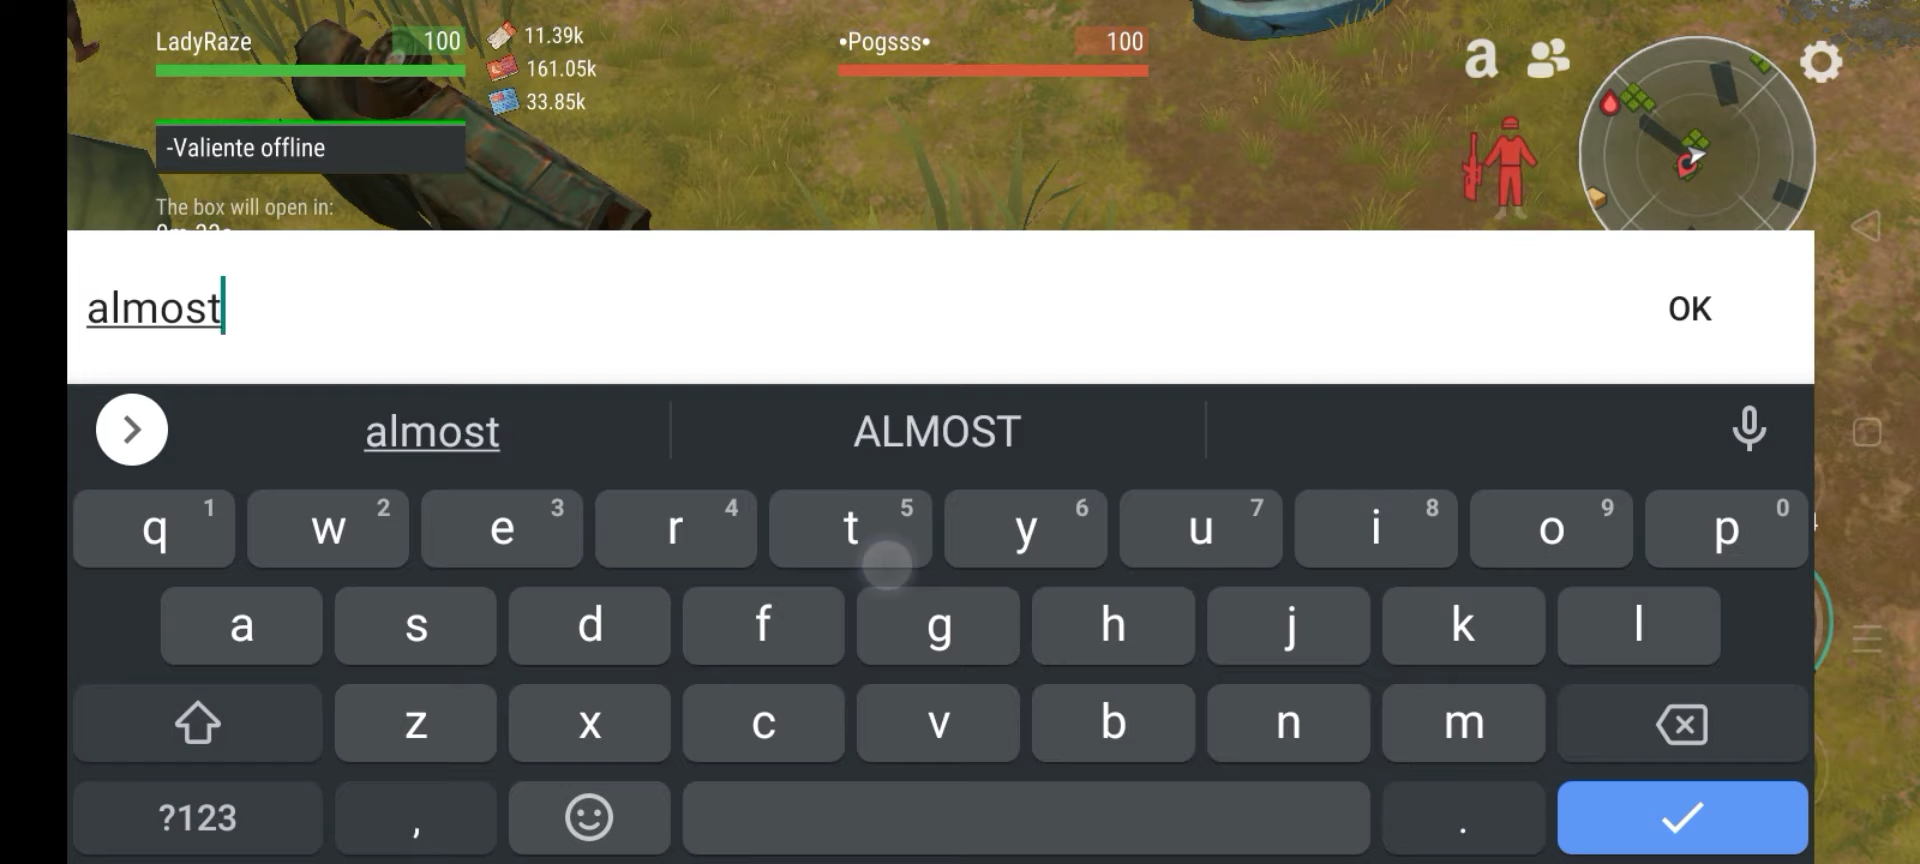 LadyRaze 100 11.39k
161.05k
33.85k
•Pogsss• 100
a
-Valiente offline
The box will open in:
almost OK
almost ALMOST
q 1 w 2 e 3 r 4 t 5 y 6 u 7 i 8 o 9 p 0
a s d f g h j k l
z x c v b n m
?123 , .